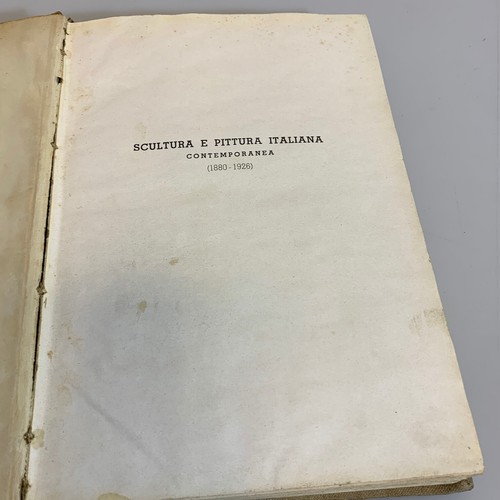 SCULTURA E PITTURA ITALIANA
CONTEMPORANEA
(1880-1926)